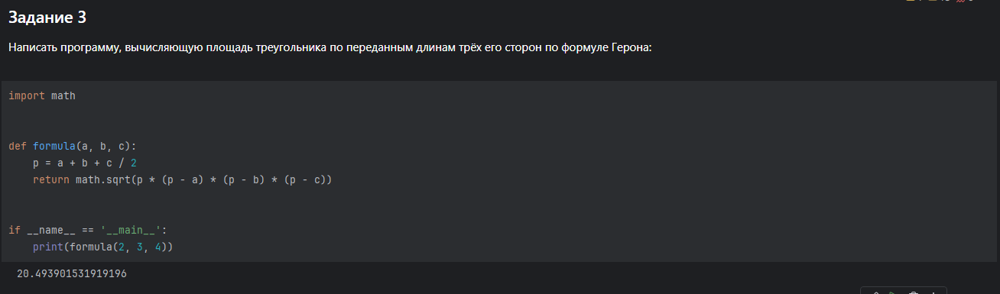 Задание 3
Написать программу, вычисляющую площадь треугольника по переданным длинам трёх его сторон по формуле Герона:
import math
def formula(a, b, c):
    p = a + b + c / 2
    return math.sqrt(p * (p - a) * (p - b) * (p - c))
if __name__ == '__main__':
    print(formula(2, 3, 4))
20.493901531919196